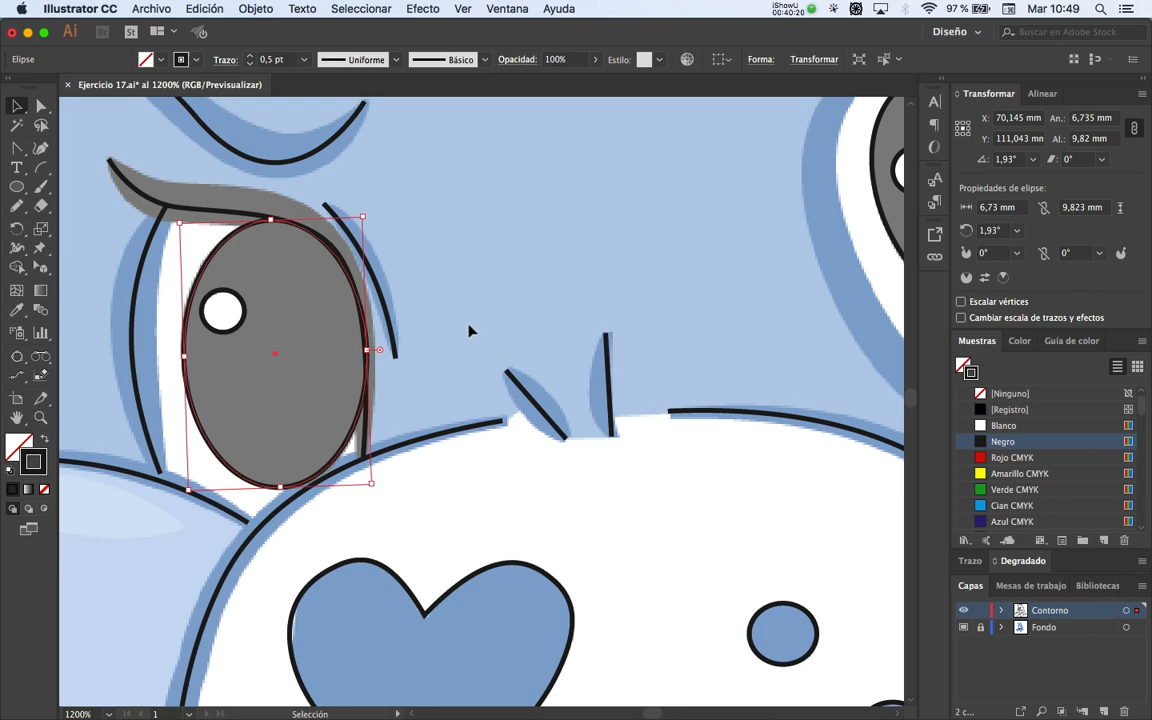 Illustrator CC Archivo Edición Objeto Texto Seleccionar Efecto Ver Ventana Ayuda
iShowU
00:40:20
97 % Mar 10:49
Ai Br St Diseño Buscar en Adobe Stock
Elipse Trazo: 0,5 pt Uniforme Básico Opacidad: 100% Estilo: Forma: Transformar
× Ejercicio 17.ai* al 1200% (RGB/Previsualizar)
Transformar Alinear
X: 70,145 mm An.: 6,735 mm
Y: 111,043 mm Al.: 9,82 mm
1,93° 0°
Propiedades de elipse:
6,73 mm 9,823 mm
1,93°
0° 0°
Escalar vértices
Cambiar escala de trazos y efectos
Muestras Color Guía de color
[Ninguno]
[Registro]
Blanco
Negro
Rojo CMYK
Amarillo CMYK
Verde CMYK
Cian CMYK
Azul CMYK
Trazo Degradado
Capas Mesas de trabajo Bibliotecas
Contorno
Fondo
2 c...
1200% 1 Selección